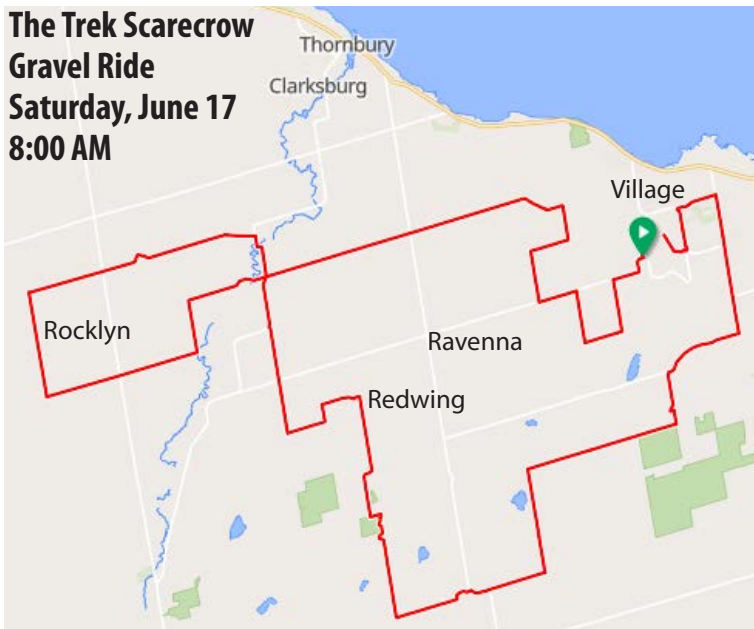 The Trek Scarecrow
Gravel Ride
Saturday, June 17
8:00 AM
Thornbury
Clarksburg
Village
Rocklyn
Ravenna
Redwing